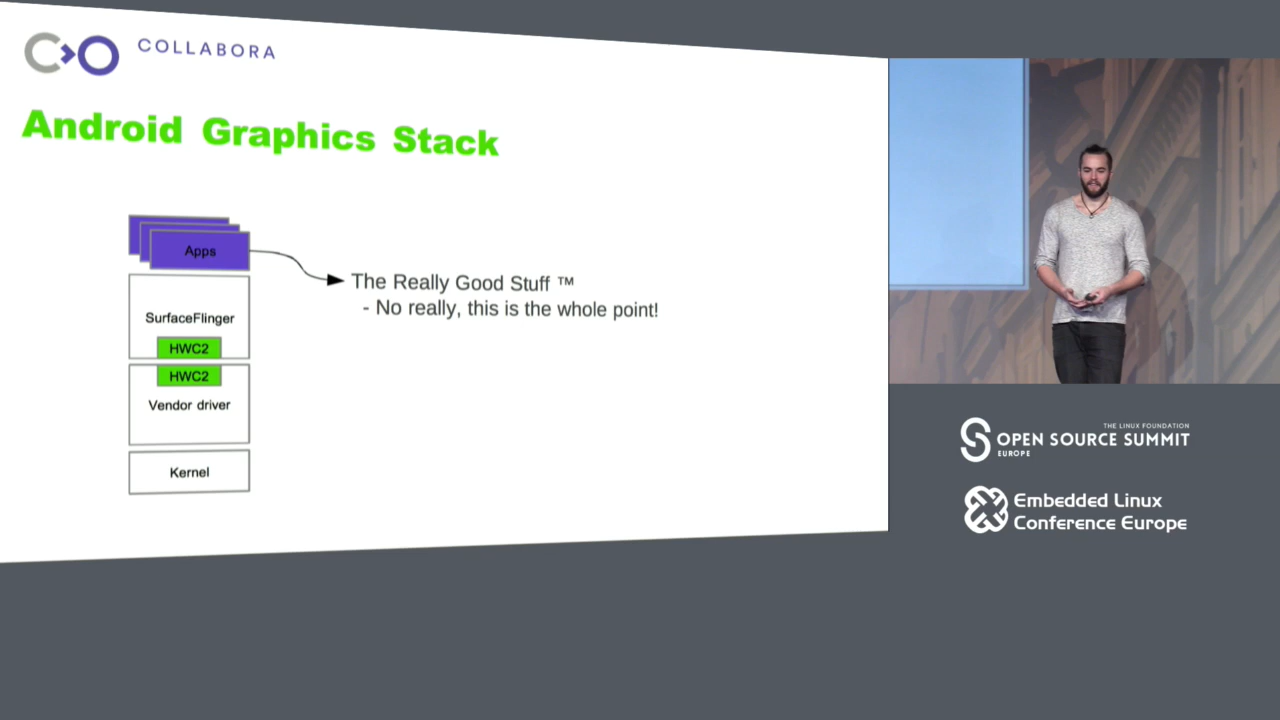 COLLABORA
Android Graphics Stack
Apps
The Really Good Stuff ™
- No really, this is the whole point!
SurfaceFlinger
HWC2
HWC2
Vendor driver
Kernel
THE LINUX FOUNDATION
OPEN SOURCE SUMMIT
EUROPE
Embedded Linux
Conference Europe